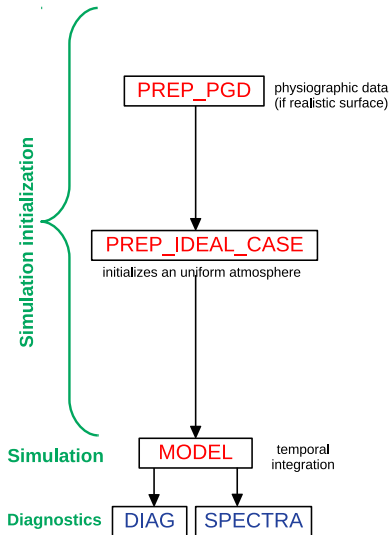 PREP_PGD
physiographic data
(if realistic surface)
Simulation initialization
PREP_IDEAL_CASE
initializes an uniform atmosphere
Simulation
MODEL
temporal
integration
Diagnostics
DIAG
SPECTRA